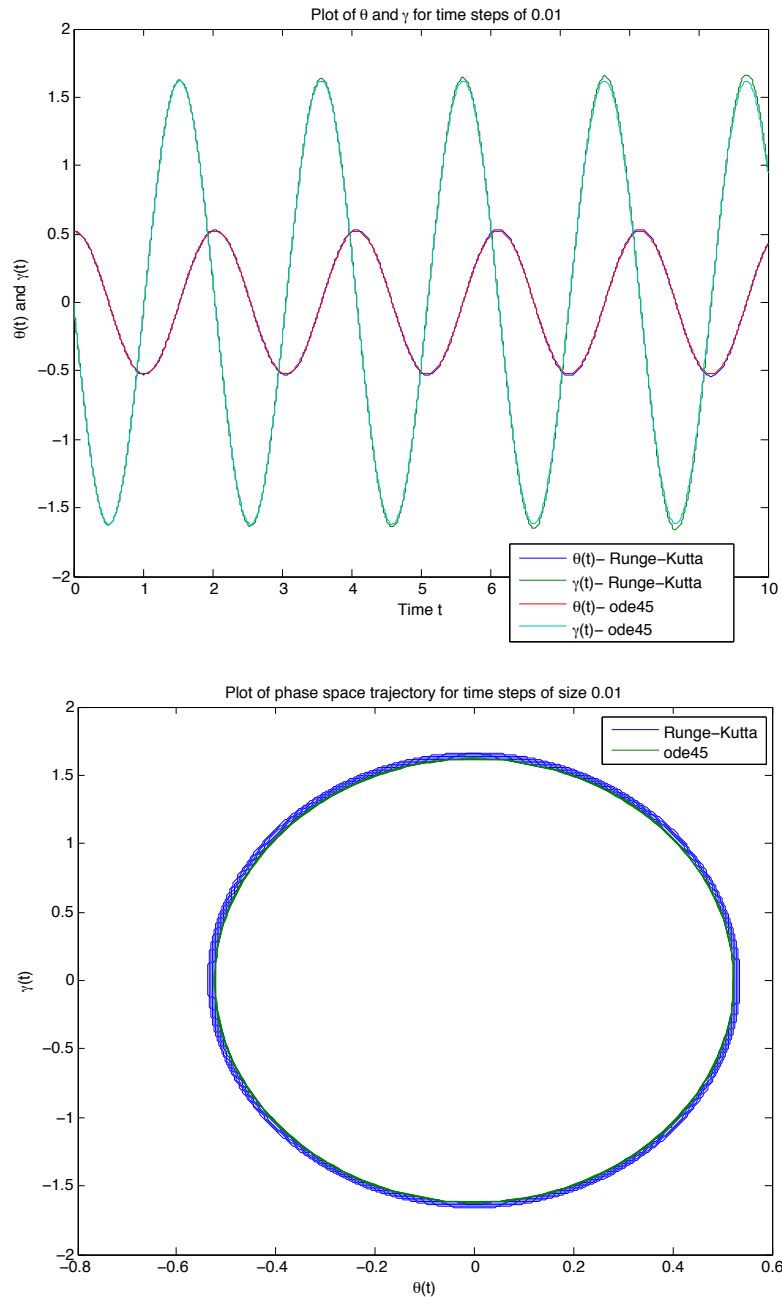 Plot of θ and γ for time steps of 0.01
2
1.5
1
0.5
0
−0.5
−1
−1.5
−2
θ(t) and γ(t)
0 1 2 3 4 5 6 10
Time t
θ(t)− Runge−Kutta
γ(t)− Runge−Kutta
θ(t)− ode45
γ(t)− ode45
Plot of phase space trajectory for time steps of size 0.01
2
1.5
1
0.5
0
−0.5
−1
−1.5
−2
γ(t)
Runge−Kutta
ode45
−0.8 −0.6 −0.4 −0.2 0 0.2 0.4 0.6
θ(t)